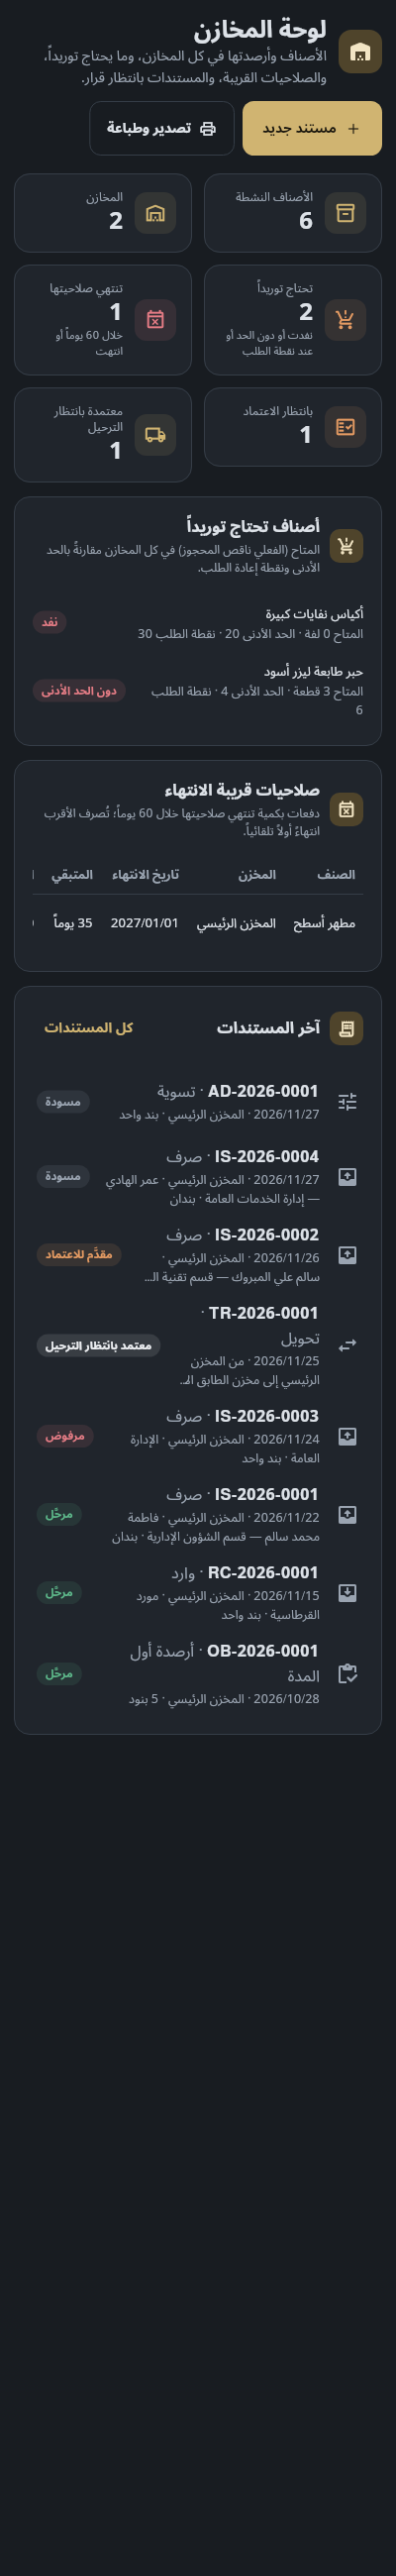 لوحة المخازن
الأصناف وأرصدتها في كل المخازن، وما يحتاج توريداً،
والصلاحيات القريبة، والمستندات بانتظار قرار.
مستند جديد
تصدير وطباعة
الأصناف النشطة
6
المخازن
2
تحتاج توريداً
2
نفدت أو دون الحد أو
عند نقطة الطلب
تنتهي صلاحيتها
1
خلال 60 يوماً أو
انتهت
بانتظار الاعتماد
1
معتمدة بانتظار
الترحيل
1
أصناف تحتاج توريداً
المتاح (الفعلي ناقص المحجوز) في كل المخازن مقارنةً بالحد
الأدنى ونقطة إعادة الطلب.
أكياس نفايات كبيرة
المتاح 0 لفة · الحد الأدنى 20 · نقطة الطلب 30
نفد
حبر طابعة ليزر أسود
المتاح 3 قطعة · الحد الأدنى 4 · نقطة الطلب
6
دون الحد الأدنى
صلاحيات قريبة الانتهاء
دفعات بكمية تنتهي صلاحيتها خلال 60 يوماً؛ تُصرف الأقرب
انتهاءً أولاً تلقائياً.
الصنف المخزن تاريخ الانتهاء المتبقي
مطهر أسطح المخزن الرئيسي 2027/01/01 35 يوماً
آخر المستندات
كل المستندات
AD-2026-0001 · تسوية
2026/11/27 · المخزن الرئيسي · بند واحد
مسودة
IS-2026-0004 · صرف
2026/11/27 · المخزن الرئيسي · عمر الهادي
— إدارة الخدمات العامة · بندان
مسودة
IS-2026-0002 · صرف
2026/11/26 · المخزن الرئيسي ·
سالم علي المبروك — قسم تقنية الـ...
مقدَّم للاعتماد
TR-2026-0001 ·
تحويل
2026/11/25 · من المخزن
الرئيسي إلى مخزن الطابق الـ...
معتمد بانتظار الترحيل
IS-2026-0003 · صرف
2026/11/24 · المخزن الرئيسي · الإدارة
العامة · بند واحد
مرفوض
IS-2026-0001 · صرف
2026/11/22 · المخزن الرئيسي · فاطمة
محمد سالم — قسم الشؤون الإدارية · بندان
مرحَّل
RC-2026-0001 · وارد
2026/11/15 · المخزن الرئيسي · مورد
القرطاسية · بند واحد
مرحَّل
OB-2026-0001 · أرصدة أول
المدة
2026/10/28 · المخزن الرئيسي · 5 بنود
مرحَّل